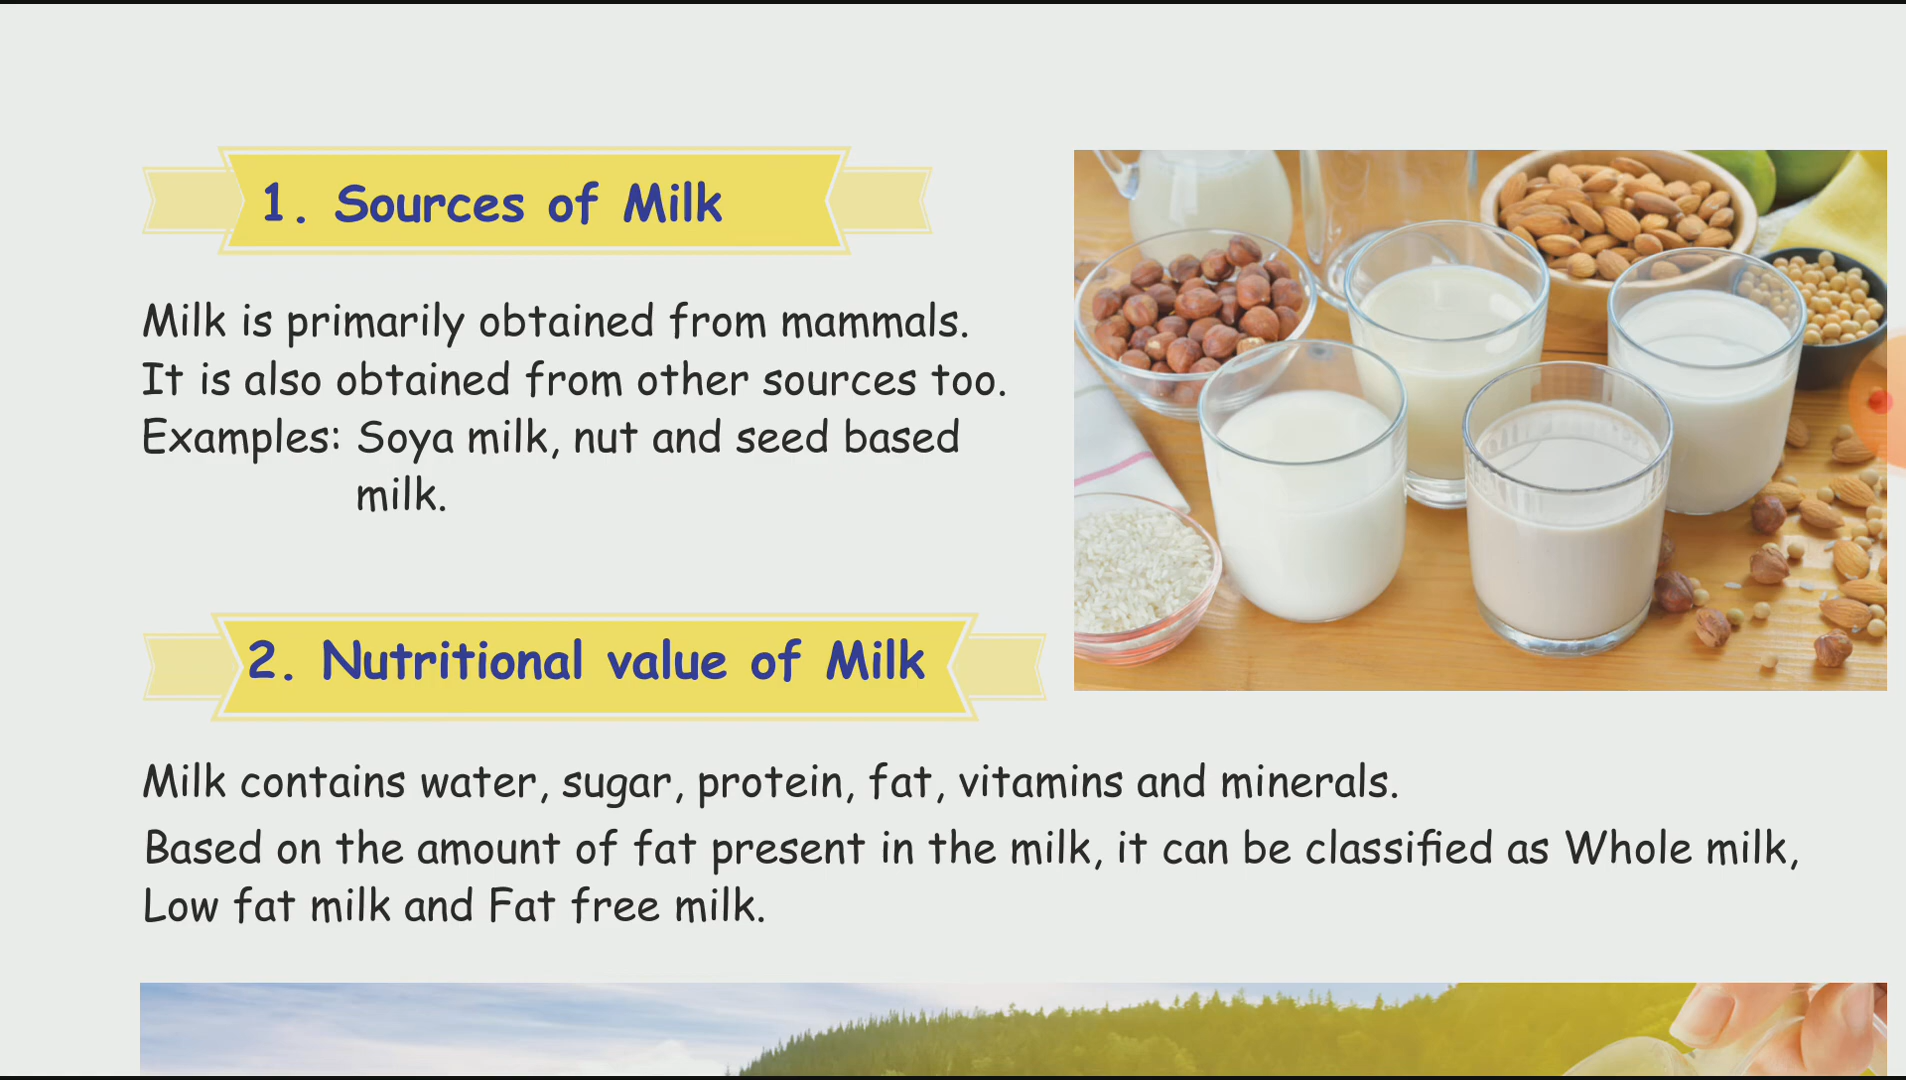 1. Sources of Milk
Milk is primarily obtained from mammals.
It is also obtained from other sources too.
Examples: Soya milk, nut and seed based
milk.
2. Nutritional value of Milk
Milk contains water, sugar, protein, fat, vitamins and minerals.
Based on the amount of fat present in the milk, it can be classified as Whole milk,
Low fat milk and Fat free milk.